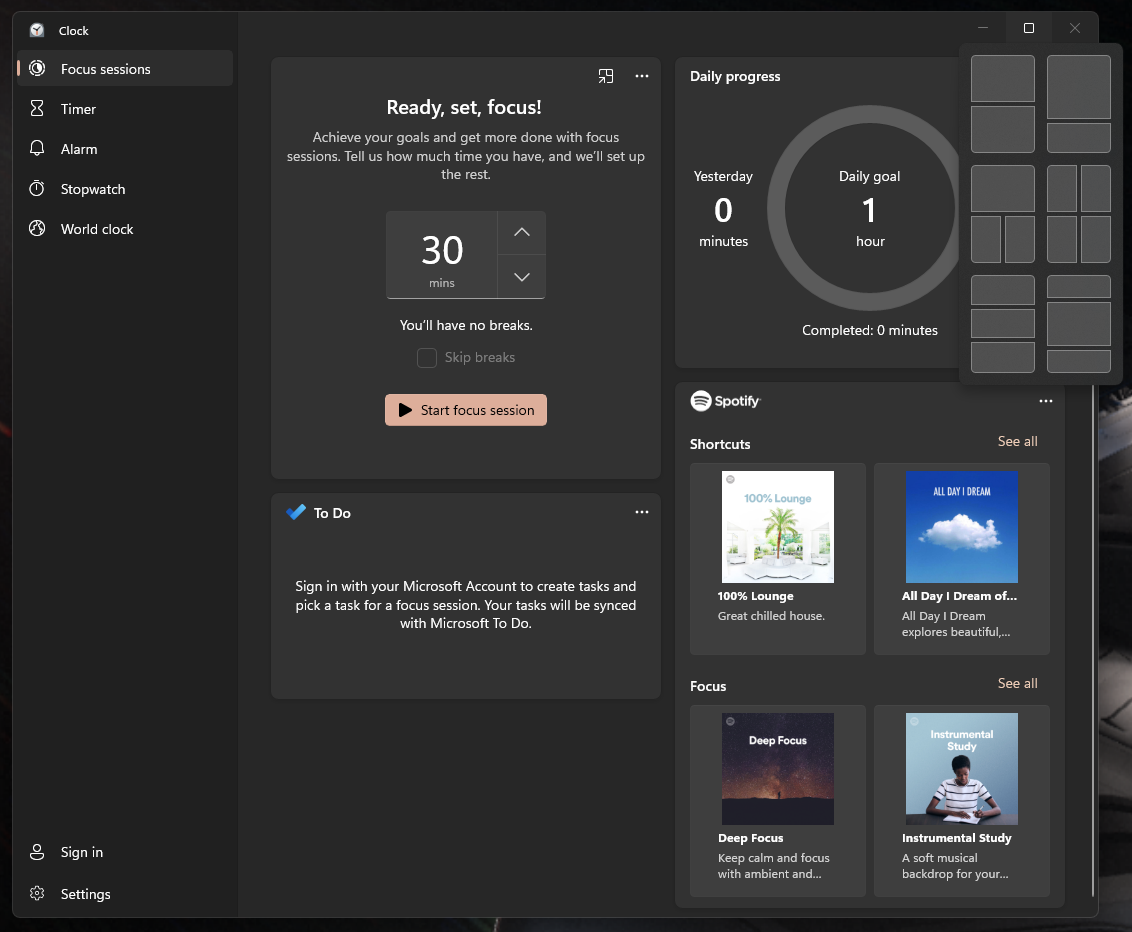 Clock
Focus sessions
Timer
Alarm
Stopwatch
World clock
Sign in
Settings
Ready, set, focus!
Achieve your goals and get more done with focus
sessions. Tell us how much time you have, and we’ll set up
the rest.
30
mins
You’ll have no breaks.
Skip breaks
Start focus session
To Do
Sign in with your Microsoft Account to create tasks and
pick a task for a focus session. Your tasks will be synced
with Microsoft To Do.
Daily progress
Yesterday
0
minutes
Daily goal
1
hour
Completed: 0 minutes
Spotify
Shortcuts
See all
100% Lounge
100% Lounge
Great chilled house.
ALL DAY I DREAM
All Day I Dream of...
All Day I Dream
explores beautiful,...
Focus
See all
Deep Focus
Deep Focus
Keep calm and focus
with ambient and...
Instrumental
Study
Instrumental Study
A soft musical
backdrop for your...